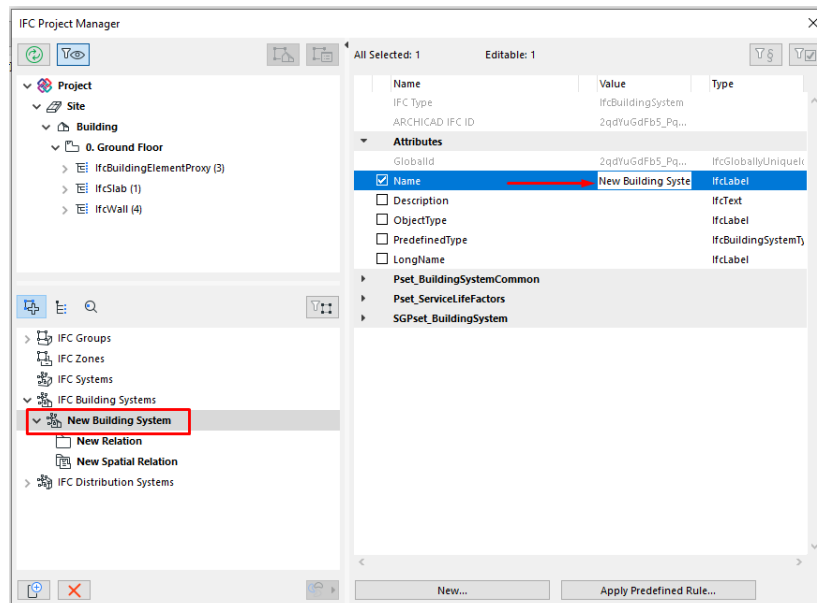 IFC Project Manager
All Selected: 1 Editable: 1
Project
Site
Building
0. Ground Floor
IfcBuildingElementProxy (3)
IfcSlab (1)
IfcWall (4)
IFC Groups
IFC Zones
IFC Systems
IFC Building Systems
New Building System
New Relation
New Spatial Relation
IFC Distribution Systems
Name Value Type
IFC Type IfcBuildingSystem
ARCHICAD IFC ID 2qdYuGdFb5_Pq...
Attributes
GlobalId 2qdYuGdFb5_Pq... IfcGloballyUniqueIc
Name New Building Syste IfcLabel
Description IfcText
ObjectType IfcLabel
PredefinedType IfcBuildingSystemTy
LongName IfcLabel
Pset_BuildingSystemCommon
Pset_ServiceLifeFactors
SGPset_BuildingSystem
New... Apply Predefined Rule...